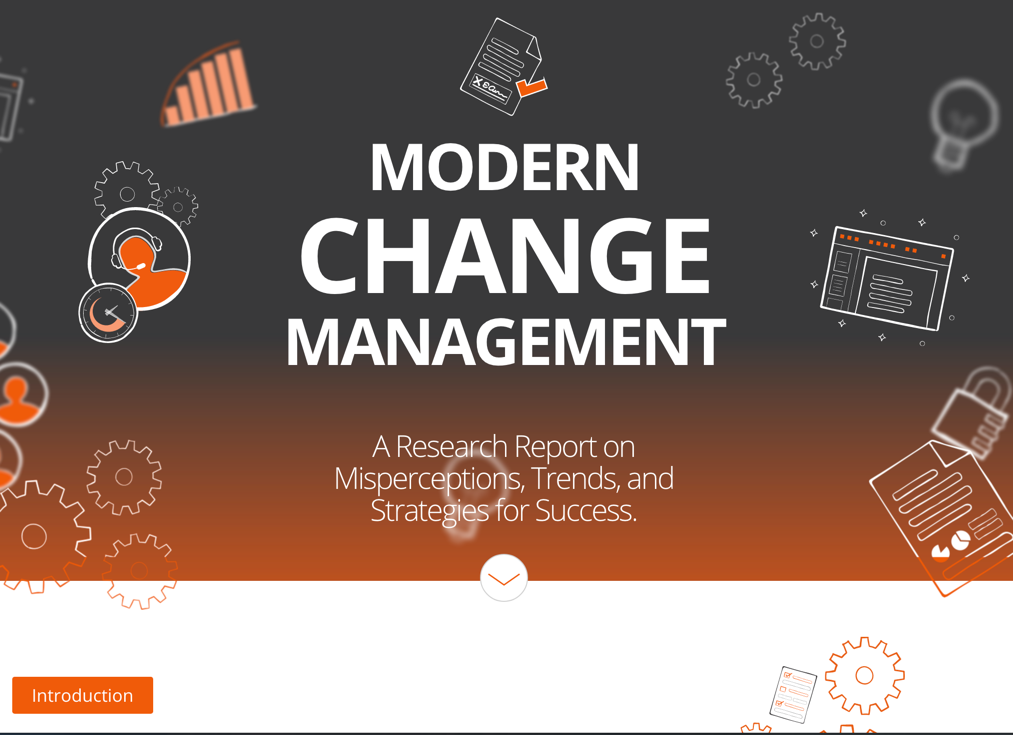 MODERN
CHANGE
MANAGEMENT
A Research Report on
Misperceptions, Trends, and
Strategies for Success.
Introduction